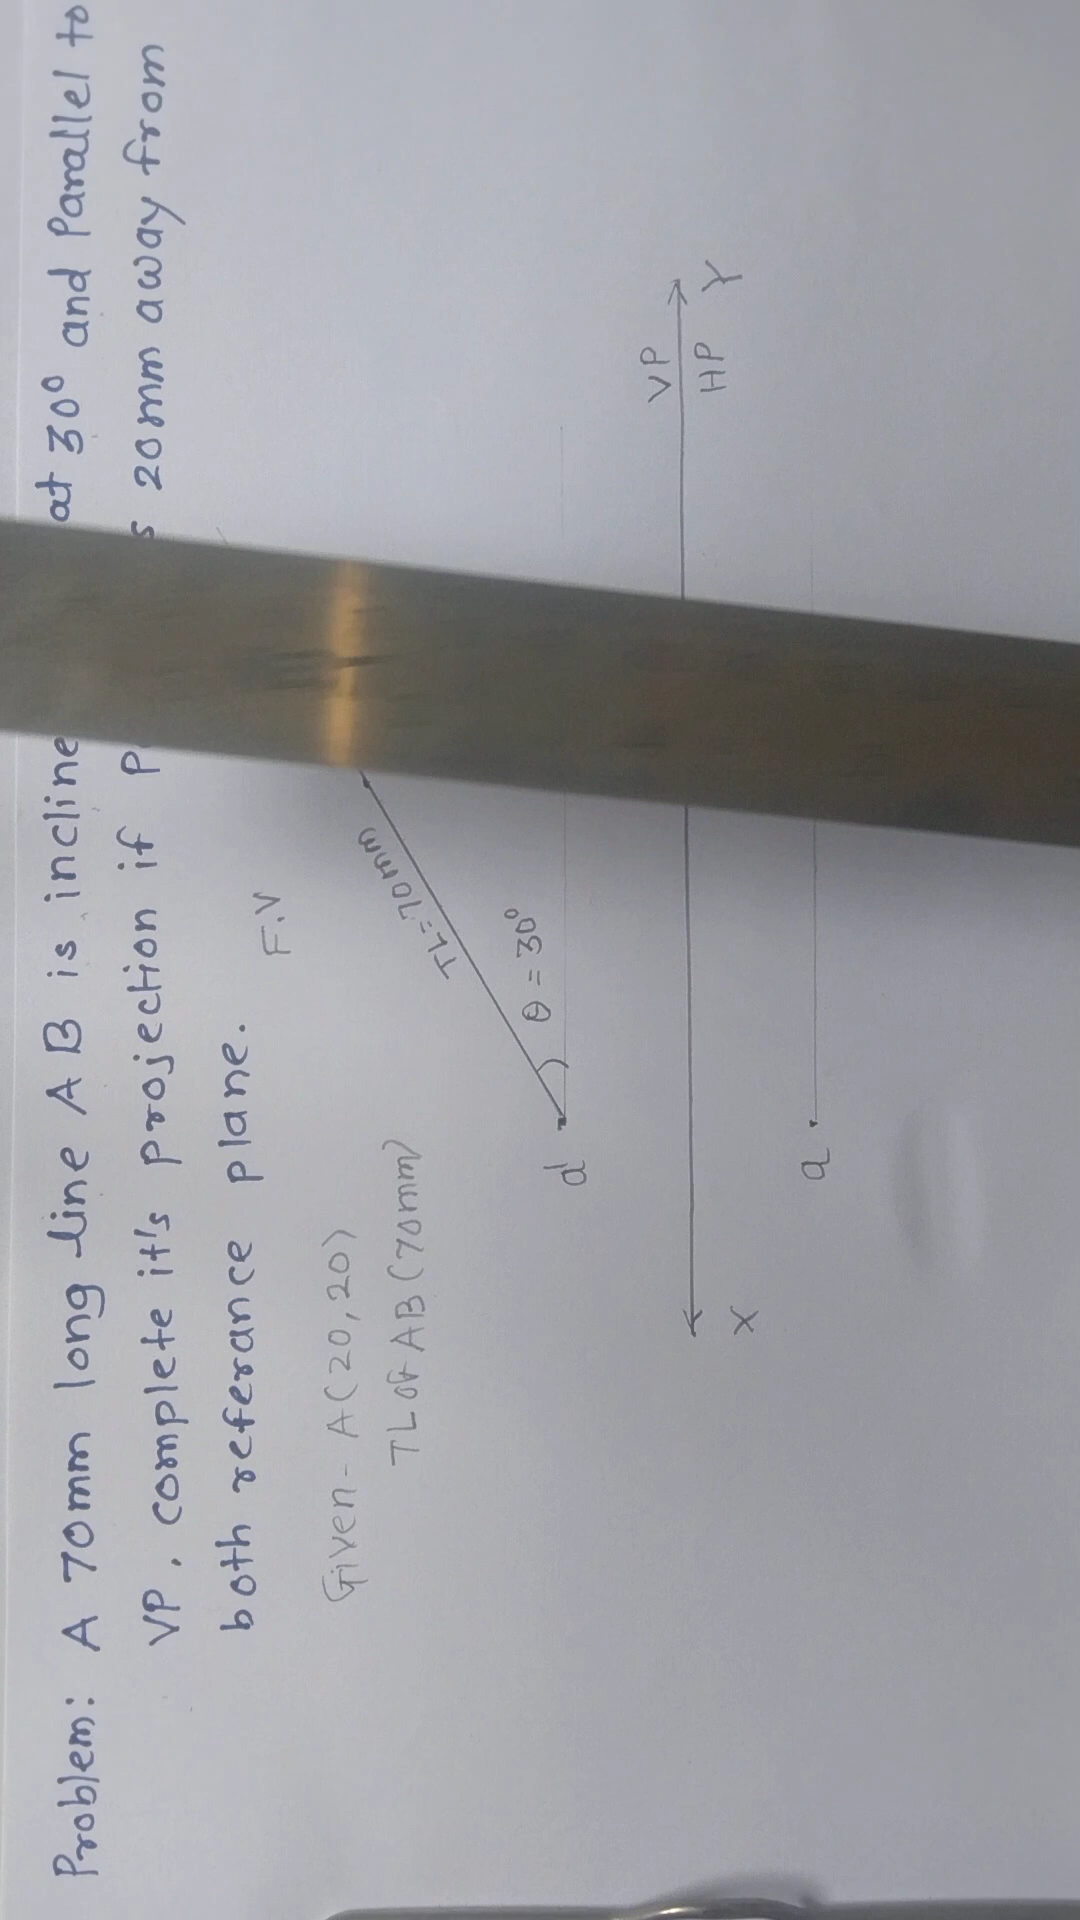 Problem: A 70mm long line AB is incline at 30° and Parallel to
VP, complete it's projection if P s 20mm away from
both referance plane.
F.V
Given- A(20,20)
TL of AB (70mm)
TL=70mm
θ = 30°
a'
VP
HP
X Y
a